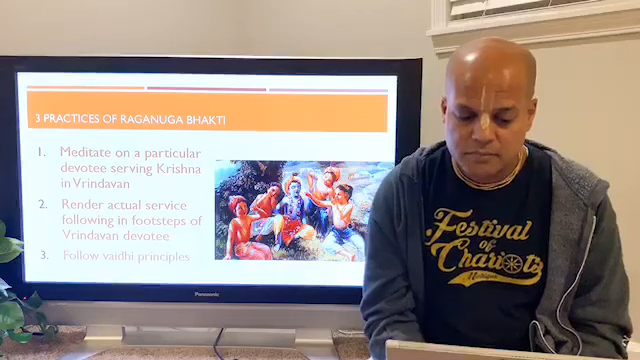 3 PRACTICES OF RAGANUGA BHAKTI
1. Meditate on a particular
devotee serving Krishna
in Vrindavan
2. Render actual service
following in footsteps of
Vrindavan devotee
3. Follow vaidhi principles
Panasonic
Festival
of
Chariots
Michigan